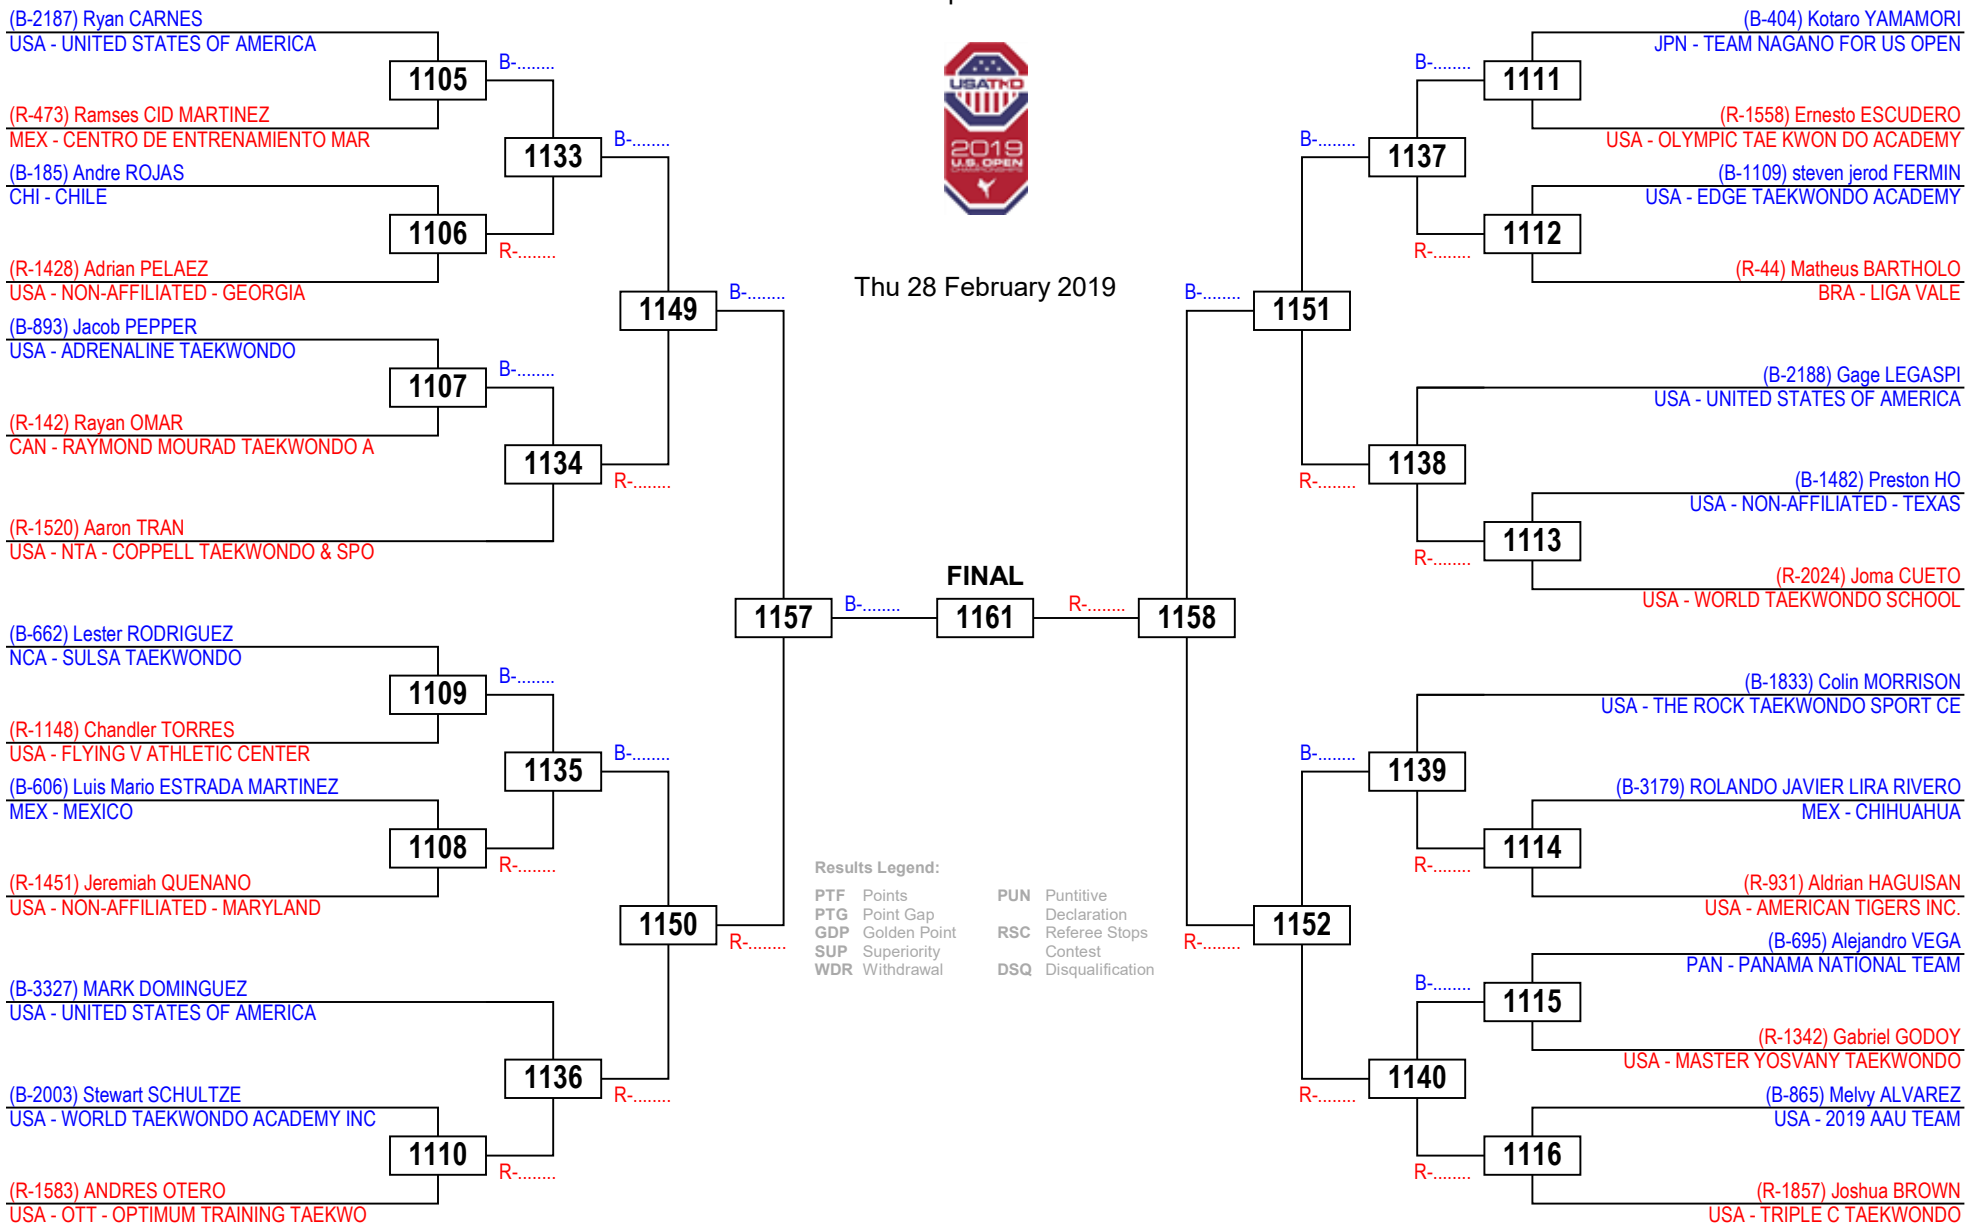 (B-2187) Ryan CARNES
USA - UNITED STATES OF AMERICA
B-........
1105
(R-473) Ramses CID MARTINEZ
MEX - CENTRO DE ENTRENAMIENTO MAR
1133
B-........
(B-185) Andre ROJAS
CHI - CHILE
1106
R-........
(R-1428) Adrian PELAEZ
USA - NON-AFFILIATED - GEORGIA
1149
B-........
(B-893) Jacob PEPPER
USA - ADRENALINE TAEKWONDO
B-........
1107
(R-142) Rayan OMAR
CAN - RAYMOND MOURAD TAEKWONDO A
1134
R-........
(R-1520) Aaron TRAN
USA - NTA - COPPELL TAEKWONDO & SPO
1157
B-........
(B-662) Lester RODRIGUEZ
NCA - SULSA TAEKWONDO
B-........
1109
(R-1148) Chandler TORRES
USA - FLYING V ATHLETIC CENTER
1135
B-........
(B-606) Luis Mario ESTRADA MARTINEZ
MEX - MEXICO
1108
R-........
(R-1451) Jeremiah QUENANO
USA - NON-AFFILIATED - MARYLAND
1150
R-........
(B-3327) MARK DOMINGUEZ
USA - UNITED STATES OF AMERICA
1136
R-........
(B-2003) Stewart SCHULTZE
USA - WORLD TAEKWONDO ACADEMY INC
1110
R-........
(R-1583) ANDRES OTERO
USA - OTT - OPTIMUM TRAINING TAEKWO
USATKD
2019
U.S. OPEN
CHAMPIONSHIPS
Thu 28 February 2019
FINAL
1161
Results Legend:
PTF Points
PTG Point Gap
GDP Golden Point
SUP Superiority
WDR Withdrawal
PUN Puntitive
Declaration
RSC Referee Stops
Contest
DSQ Disqualification
(B-404) Kotaro YAMAMORI
JPN - TEAM NAGANO FOR US OPEN
B-........
1111
(R-1558) Ernesto ESCUDERO
USA - OLYMPIC TAE KWON DO ACADEMY
B-........
1137
(B-1109) steven jerod FERMIN
USA - EDGE TAEKWONDO ACADEMY
R-........
1112
(R-44) Matheus BARTHOLO
BRA - LIGA VALE
B-........
1151
(B-2188) Gage LEGASPI
USA - UNITED STATES OF AMERICA
R-........
1138
(B-1482) Preston HO
USA - NON-AFFILIATED - TEXAS
R-........
1113
(R-2024) Joma CUETO
USA - WORLD TAEKWONDO SCHOOL
R-........
1158
(B-1833) Colin MORRISON
USA - THE ROCK TAEKWONDO SPORT CE
B-........
1139
(B-3179) ROLANDO JAVIER LIRA RIVERO
MEX - CHIHUAHUA
R-........
1114
(R-931) Aldrian HAGUISAN
USA - AMERICAN TIGERS INC.
R-........
1152
(B-695) Alejandro VEGA
PAN - PANAMA NATIONAL TEAM
B-........
1115
(R-1342) Gabriel GODOY
USA - MASTER YOSVANY TAEKWONDO
R-........
1140
(B-865) Melvy ALVAREZ
USA - 2019 AAU TEAM
R-........
1116
(R-1857) Joshua BROWN
USA - TRIPLE C TAEKWONDO